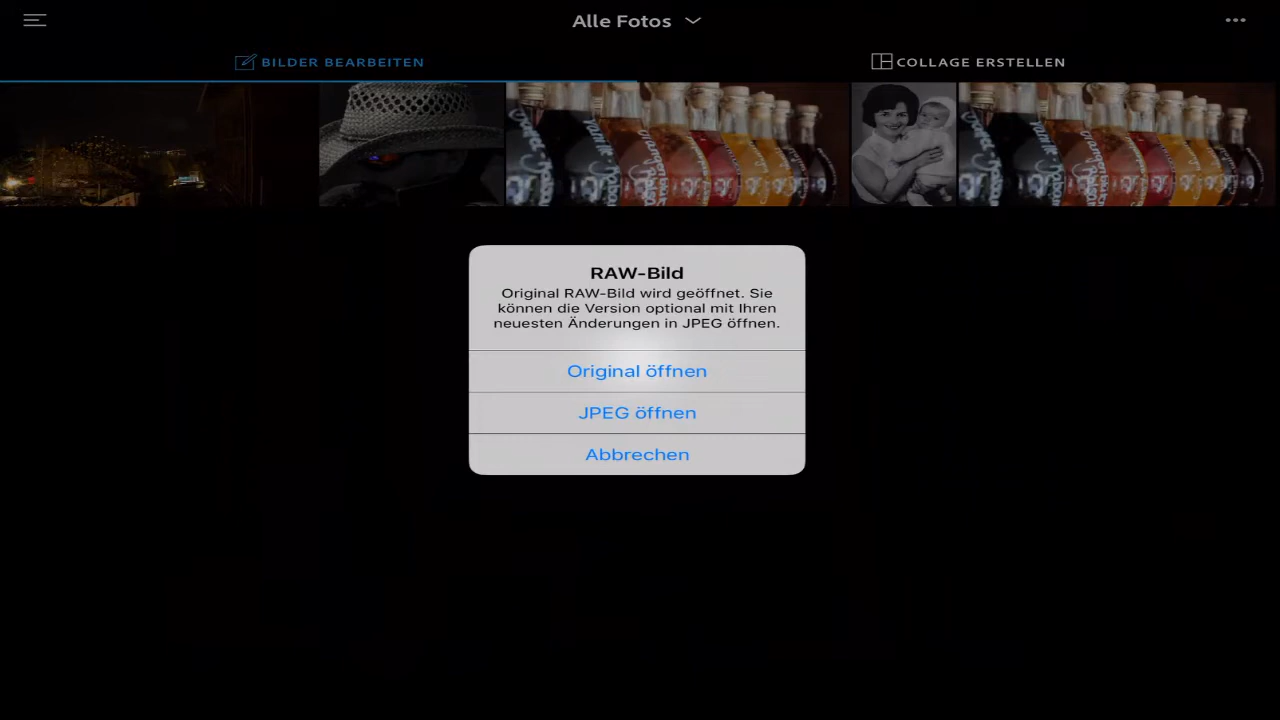 Alle Fotos
BILDER BEARBEITEN
COLLAGE ERSTELLEN
RAW-Bild
Original RAW-Bild wird geöffnet. Sie
können die Version optional mit Ihren
neuesten Änderungen in JPEG öffnen.
Original öffnen
JPEG öffnen
Abbrechen